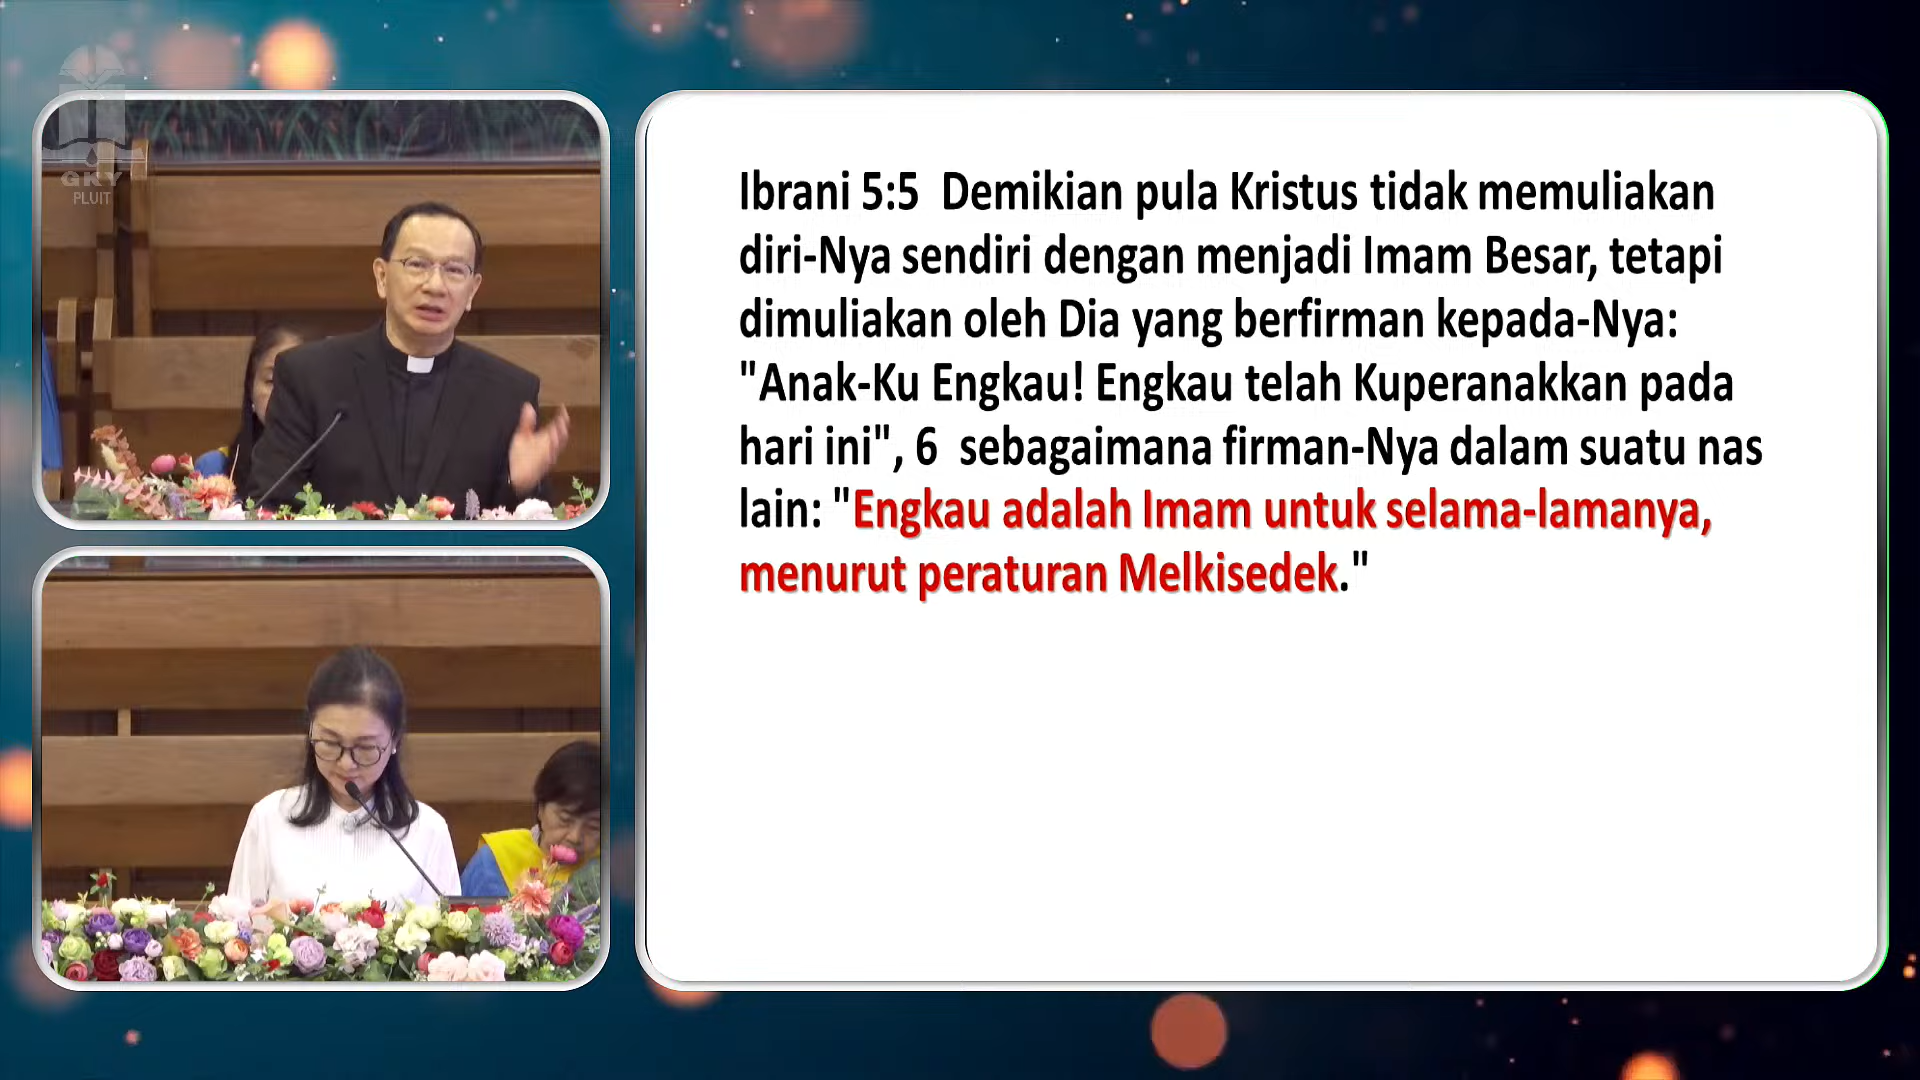 GKY
PLUIT
Ibrani 5:5  Demikian pula Kristus tidak memuliakan
diri-Nya sendiri dengan menjadi Imam Besar, tetapi
dimuliakan oleh Dia yang berfirman kepada-Nya:
"Anak-Ku Engkau! Engkau telah Kuperanakkan pada
hari ini", 6  sebagaimana firman-Nya dalam suatu nas
lain: "Engkau adalah Imam untuk selama-lamanya,
menurut peraturan Melkisedek."